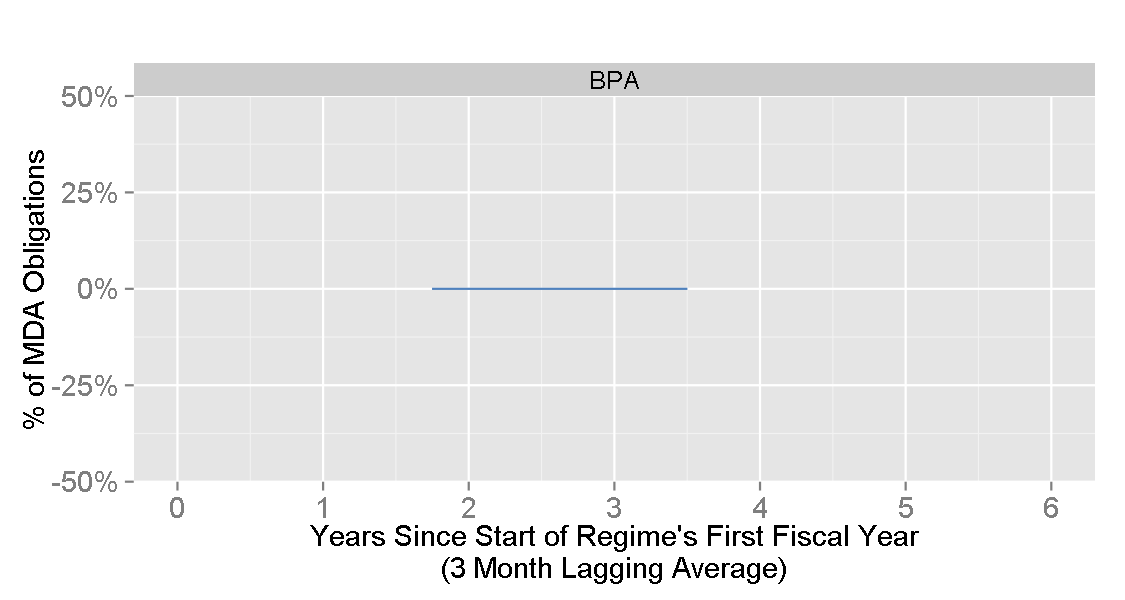 BPA
50%
25%
0%
-25%
-50%
% of MDA Obligations
0 1 2 3 4 5 6
Years Since Start of Regime's First Fiscal Year
(3 Month Lagging Average)